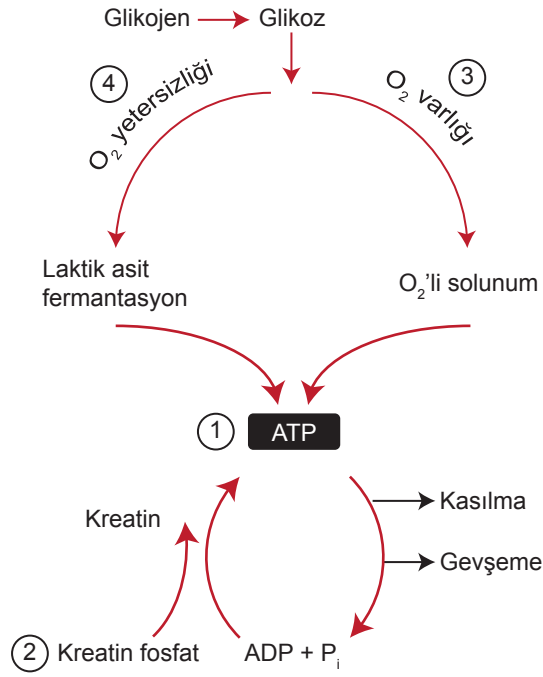 Glikojen Glikoz
4 O₂ yetersizliği
3 O₂ varlığı
Laktik asit
fermantasyon
O₂'li solunum
1 ATP
Kasılma
Kreatin
Gevşeme
2 Kreatin fosfat ADP + Pᵢ